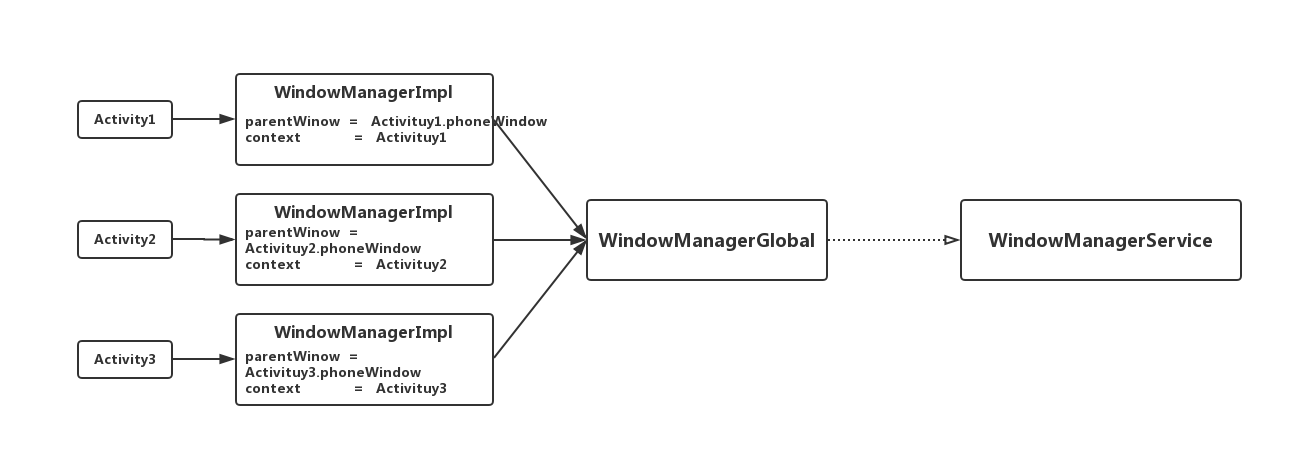 Activity1
WindowManagerImpl
parentWinow = Activituy1.phoneWindow
context = Activituy1
Activity2
WindowManagerImpl
parentWinow =
Activituy2.phoneWindow
context = Activituy2
Activity3
WindowManagerImpl
parentWinow =
Activituy3.phoneWindow
context = Activituy3
WindowManagerGlobal
WindowManagerService